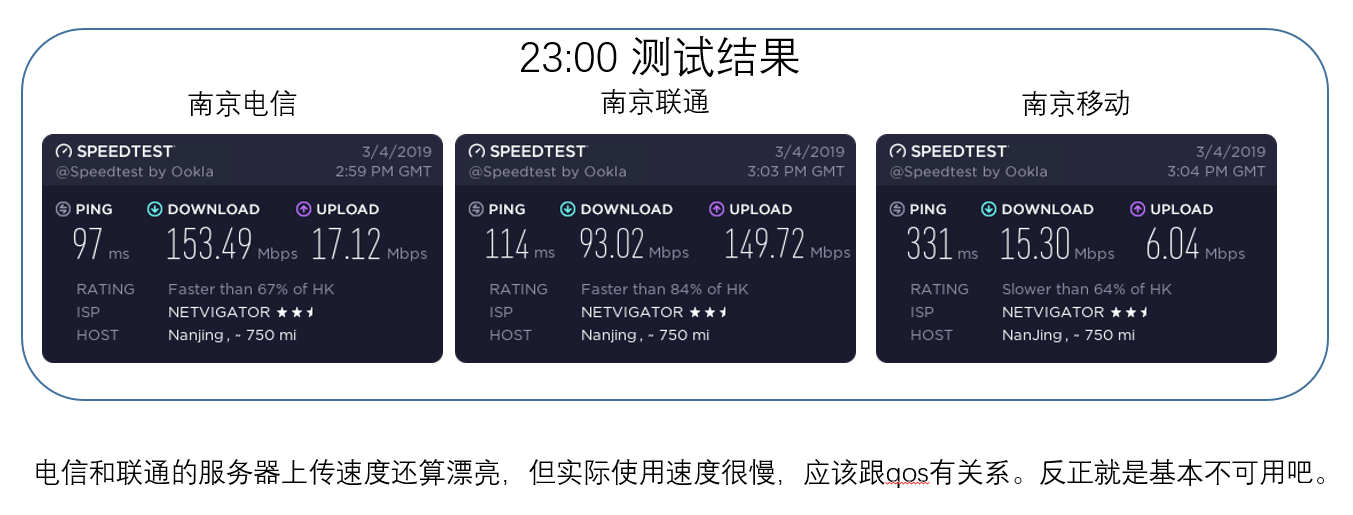 23:00 测试结果
南京电信 南京联通 南京移动
SPEEDTEST 3/4/2019 SPEEDTEST 3/4/2019 SPEEDTEST 3/4/2019
@Speedtest by Ookla 2:59 PM GMT @Speedtest by Ookla 3:03 PM GMT @Speedtest by Ookla 3:04 PM GMT
PING DOWNLOAD UPLOAD PING DOWNLOAD UPLOAD PING DOWNLOAD UPLOAD
97 ms 153.49 Mbps 17.12 Mbps 114 ms 93.02 Mbps 149.72 Mbps 331 ms 15.30 Mbps 6.04 Mbps
RATING Faster than 67% of HK RATING Faster than 84% of HK RATING Slower than 64% of HK
ISP NETVIGATOR ISP NETVIGATOR ISP NETVIGATOR
HOST Nanjing, ~ 750 mi HOST Nanjing, ~ 750 mi HOST NanJing, ~ 750 mi
电信和联通的服务器上传速度还算漂亮，但实际使用速度很慢，应该跟qos有关系。反正就是基本不可用吧。